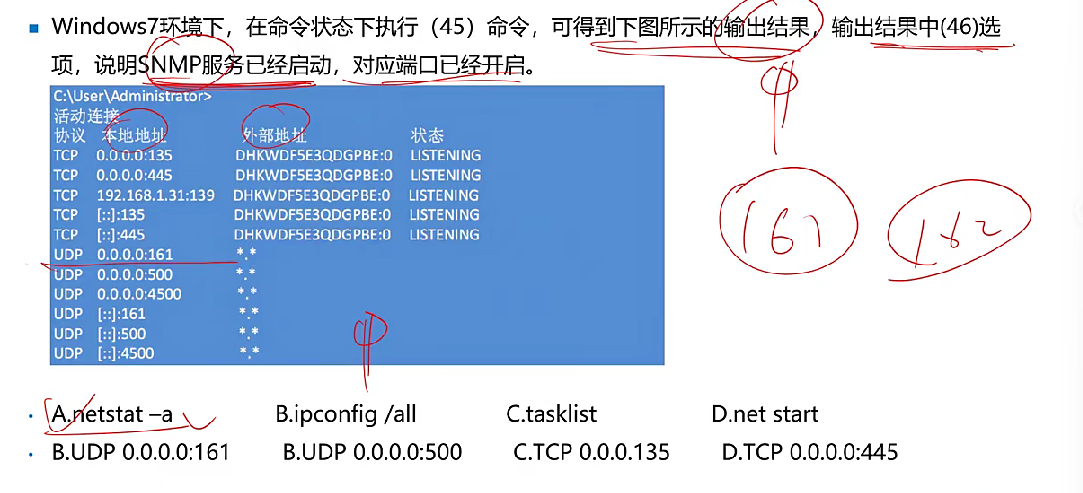 ■ Windows7环境下，在命令状态下执行（45）命令，可得到下图所示的输出结果，输出结果中(46)选
项，说明SNMP服务已经启动，对应端口已经开启。
C:\User\Administrator>
活动连接
协议 本地地址 外部地址 状态
TCP 0.0.0.0:135 DHKWDF5E3QDGPBE:0 LISTENING
TCP 0.0.0.0:445 DHKWDF5E3QDGPBE:0 LISTENING
TCP 192.168.1.31:139 DHKWDF5E3QDGPBE:0 LISTENING
TCP [::]:135 DHKWDF5E3QDGPBE:0 LISTENING
TCP [::]:445 DHKWDF5E3QDGPBE:0 LISTENING
UDP 0.0.0.0:161 *.*
UDP 0.0.0.0:500 *.*
UDP 0.0.0.0:4500 *.*
UDP [::]:161 *.*
UDP [::]:500 *.*
UDP [::]:4500 *.*
161 162
• A.netstat –a B.ipconfig /all C.tasklist D.net start
• B.UDP 0.0.0.0:161 B.UDP 0.0.0.0:500 C.TCP 0.0.0.135 D.TCP 0.0.0.0:445